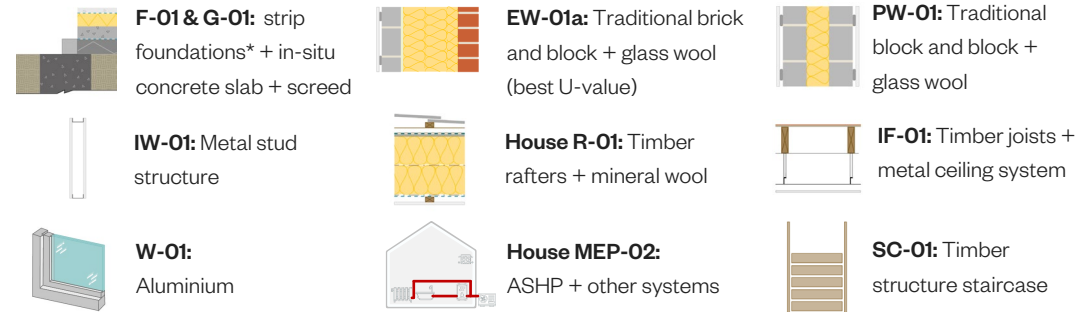 F-01 & G-01: strip
foundations* + in-situ
concrete slab + screed
EW-01a: Traditional brick
and block + glass wool
(best U-value)
PW-01: Traditional
block and block +
glass wool
IW-01: Metal stud
structure
House R-01: Timber
rafters + mineral wool
IF-01: Timber joists +
metal ceiling system
W-01:
Aluminium
House MEP-02:
ASHP + other systems
SC-01: Timber
structure staircase